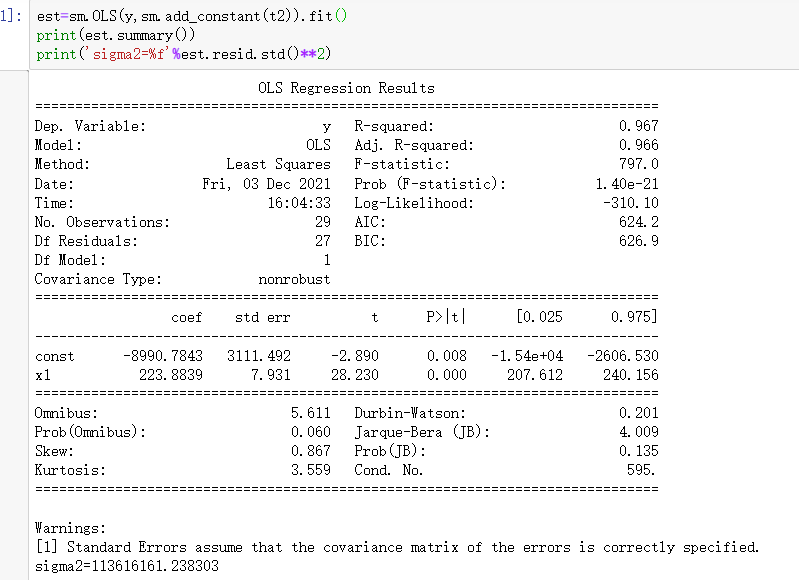 1]: est=sm.OLS(y,sm.add_constant(t2)).fit()
print(est.summary())
print('sigma2=%f'%est.resid.std()**2)
OLS Regression Results
==============================================================================
Dep. Variable: y R-squared: 0.967
Model: OLS Adj. R-squared: 0.966
Method: Least Squares F-statistic: 797.0
Date: Fri, 03 Dec 2021 Prob (F-statistic): 1.40e-21
Time: 16:04:33 Log-Likelihood: -310.10
No. Observations: 29 AIC: 624.2
Df Residuals: 27 BIC: 626.9
Df Model: 1
Covariance Type: nonrobust
==============================================================================
coef std err t P>|t| [0.025 0.975]
------------------------------------------------------------------------------
const -8990.7843 3111.492 -2.890 0.008 -1.54e+04 -2606.530
x1 223.8839 7.931 28.230 0.000 207.612 240.156
==============================================================================
Omnibus: 5.611 Durbin-Watson: 0.201
Prob(Omnibus): 0.060 Jarque-Bera (JB): 4.009
Skew: 0.867 Prob(JB): 0.135
Kurtosis: 3.559 Cond. No. 595.
==============================================================================
Warnings:
[1] Standard Errors assume that the covariance matrix of the errors is correctly specified.
sigma2=113616161.238303